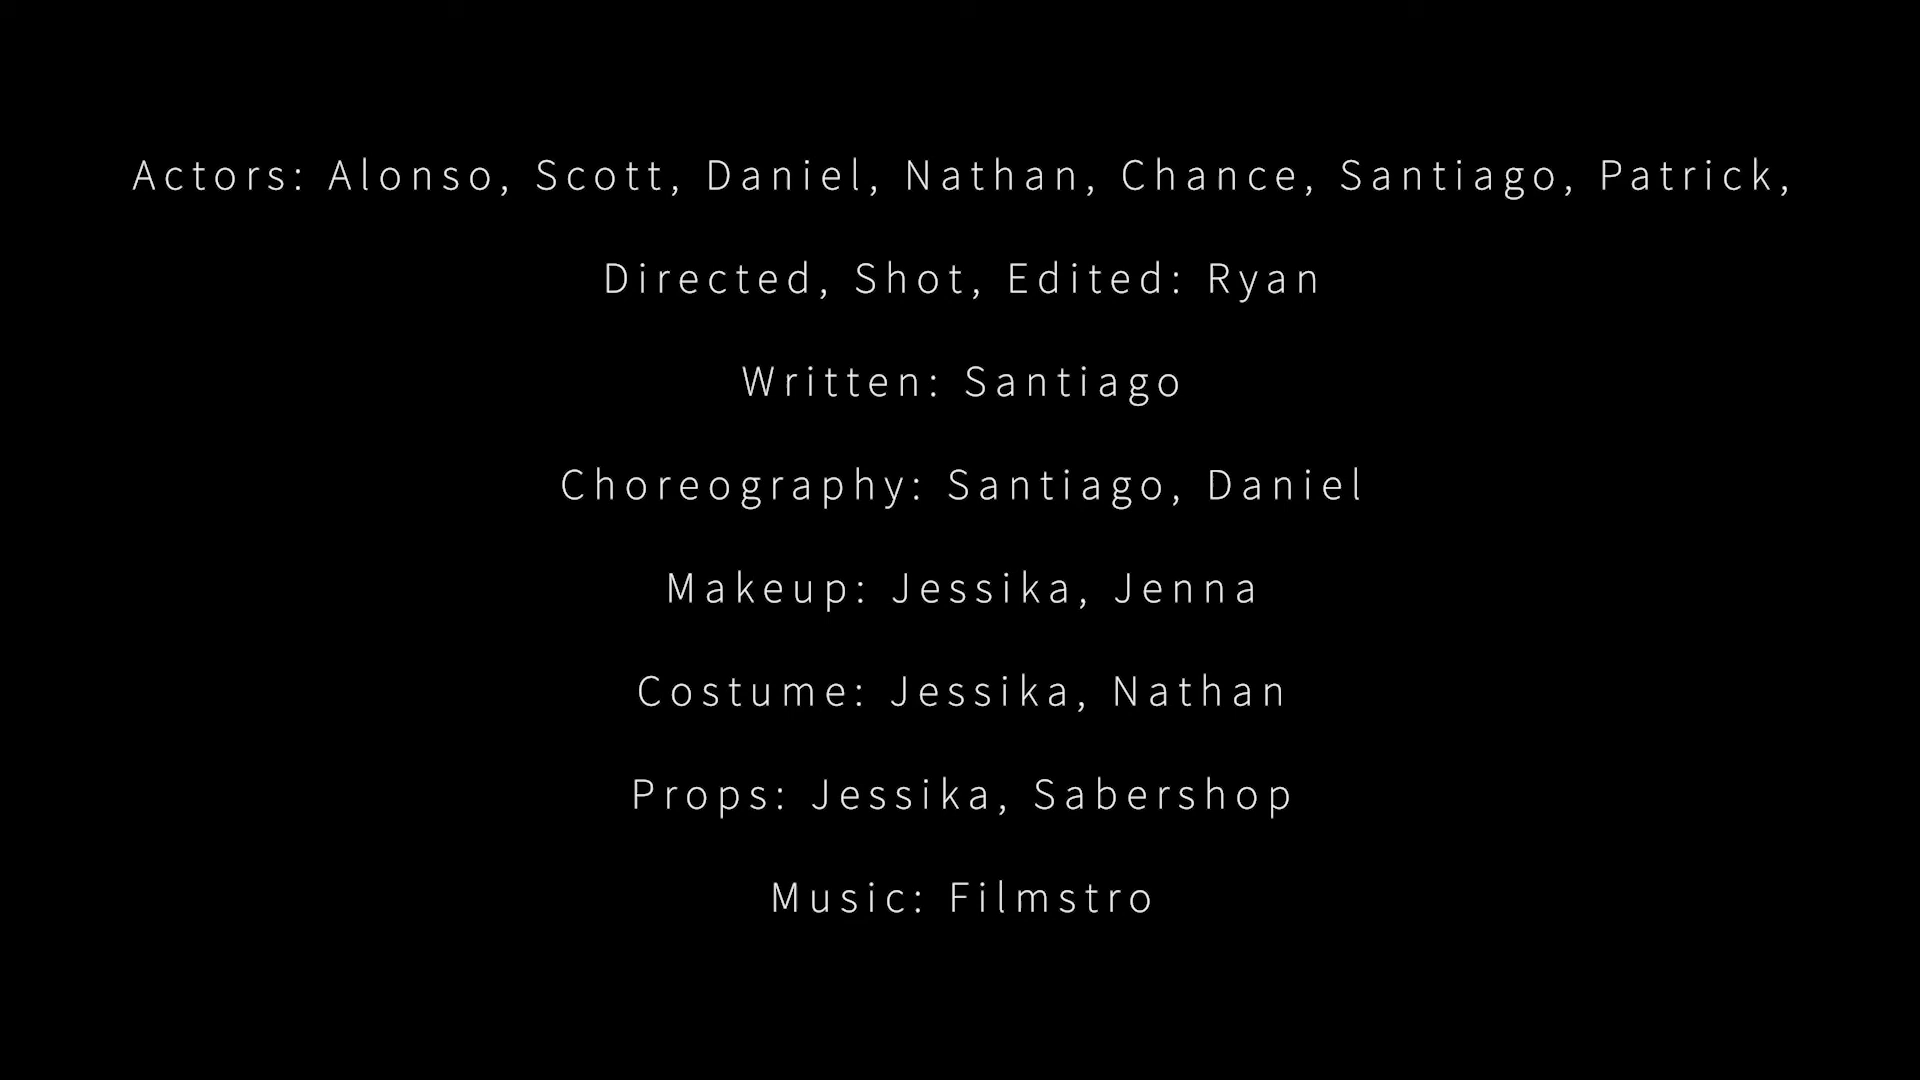 Actors: Alonso, Scott, Daniel, Nathan, Chance, Santiago, Patrick,
Directed, Shot, Edited: Ryan
Written: Santiago
Choreography: Santiago, Daniel
Makeup: Jessika, Jenna
Costume: Jessika, Nathan
Props: Jessika, Sabershop
Music: Filmstro